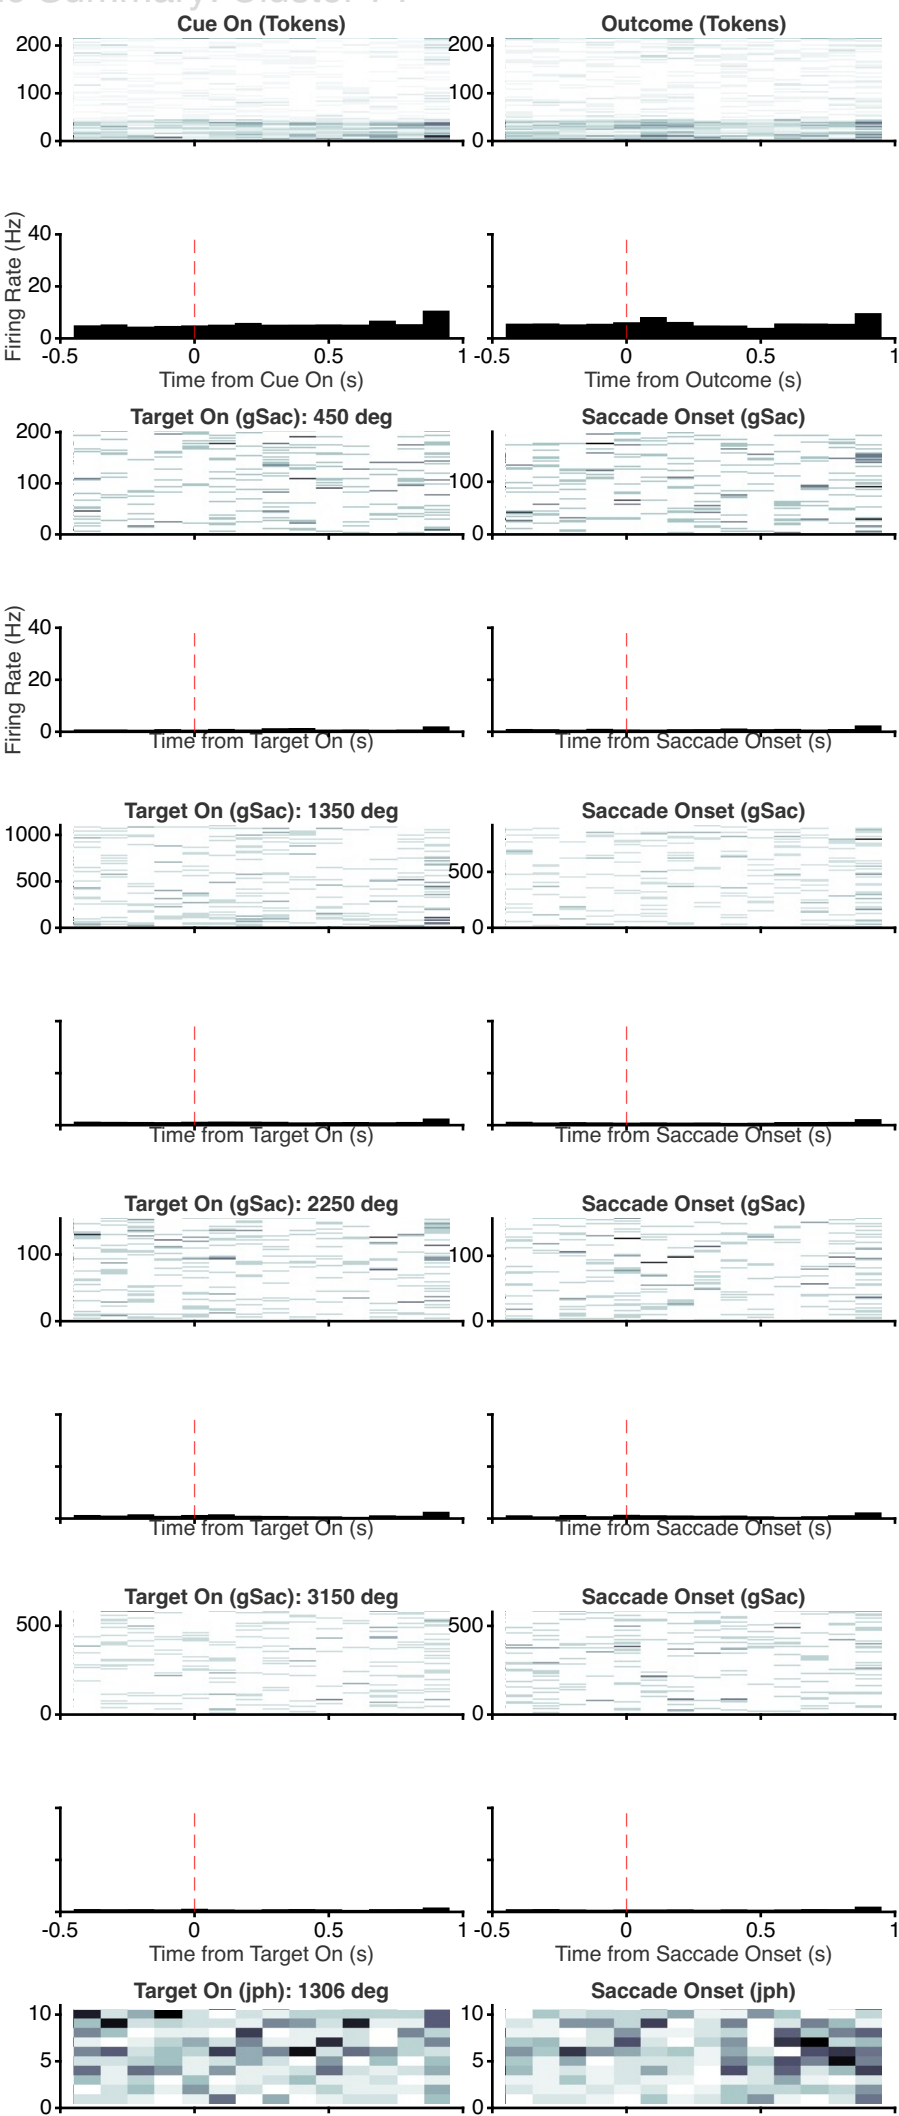 Summary: Cluster
Cue On (Tokens) Outcome (Tokens)
200 200
100 100
0 0
Firing Rate (Hz)
40
20
0
-0.5 0 0.5 1 -0.5 0 0.5 1
Time from Cue On (s) Time from Outcome (s)
Target On (gSac): 450 deg Saccade Onset (gSac)
200
100 100
0 0
Firing Rate (Hz)
40
20
0
Time from Target On (s) Time from Saccade Onset (s)
Target On (gSac): 1350 deg Saccade Onset (gSac)
1000
500 500
0 0
Time from Target On (s) Time from Saccade Onset (s)
Target On (gSac): 2250 deg Saccade Onset (gSac)
100 100
0 0
Time from Target On (s) Time from Saccade Onset (s)
Target On (gSac): 3150 deg Saccade Onset (gSac)
500 500
0 0
-0.5 0 0.5 1 -0.5 0 0.5 1
Time from Target On (s) Time from Saccade Onset (s)
Target On (jph): 1306 deg Saccade Onset (jph)
10 10
5 5
0 0